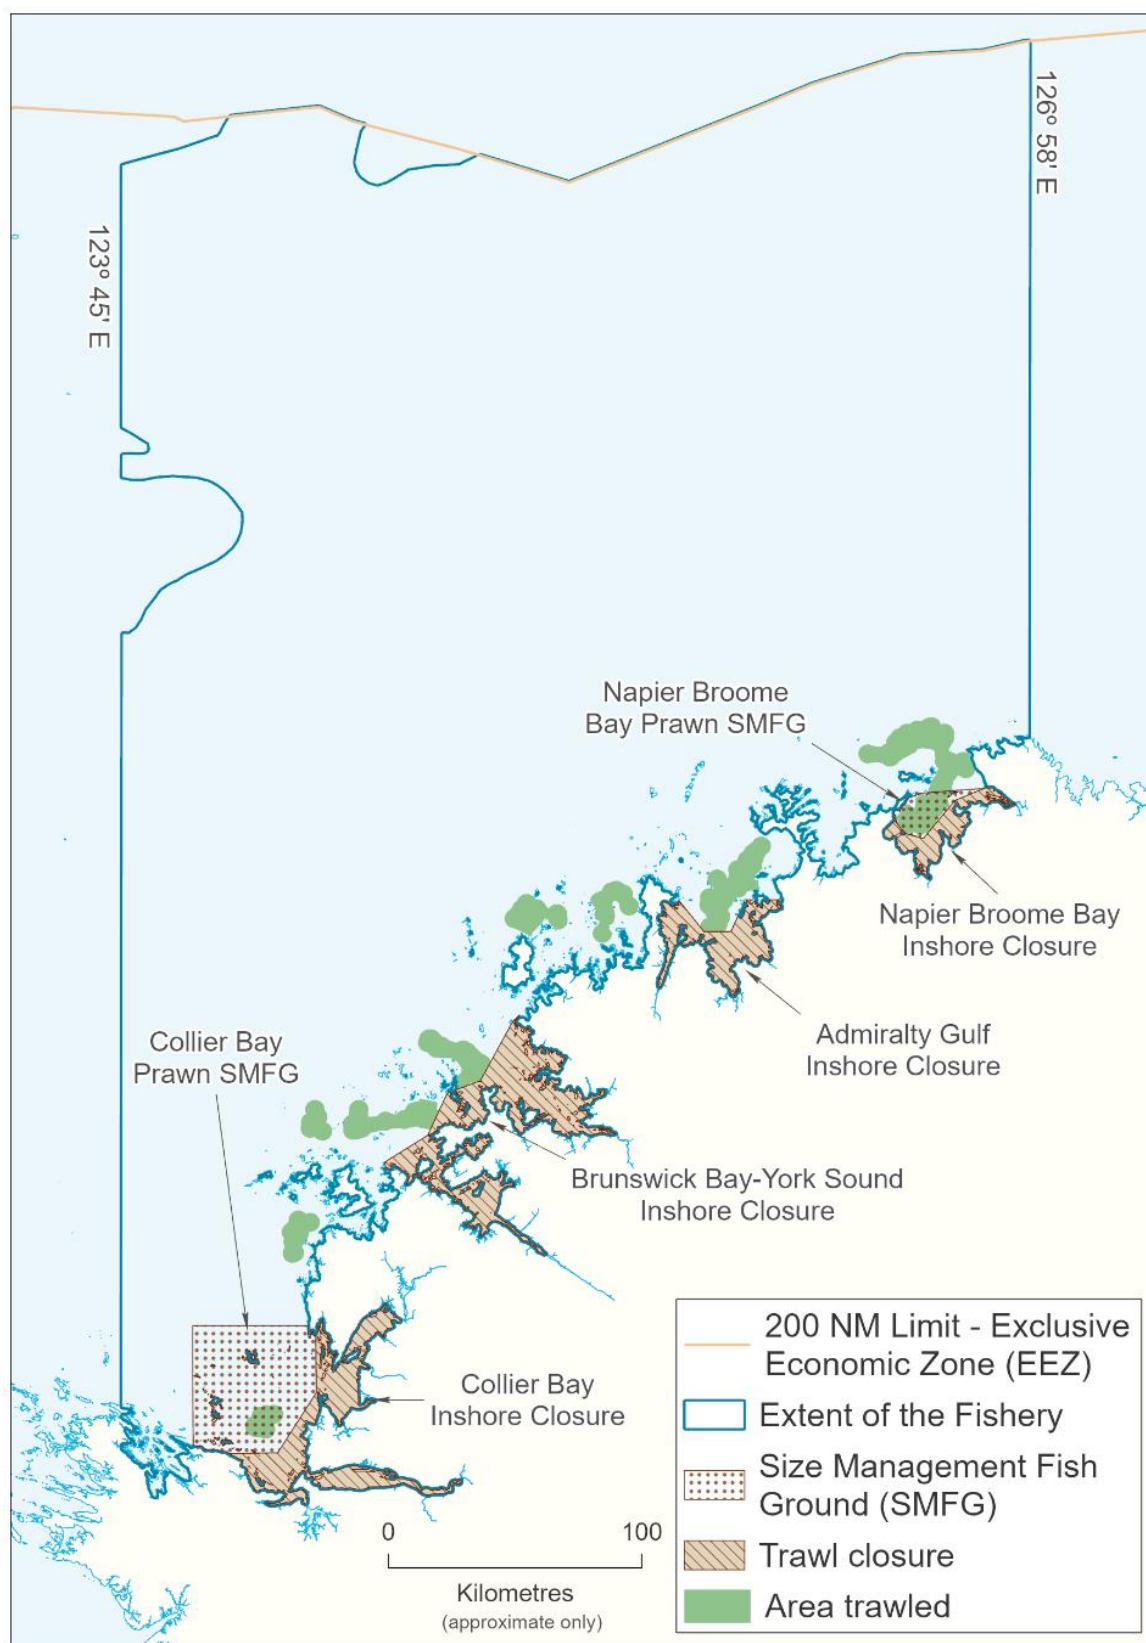 126º 58' E
123º 45' E
Napier Broome
Bay Prawn SMFG
Napier Broome Bay
Inshore Closure
Admiralty Gulf
Inshore Closure
Collier Bay
Prawn SMFG
Brunswick Bay-York Sound
Inshore Closure
Collier Bay
Inshore Closure
0 100
Kilometres
(approximate only)
200 NM Limit - Exclusive
Economic Zone (EEZ)
Extent of the Fishery
Size Management Fish
Ground (SMFG)
Trawl closure
Area trawled